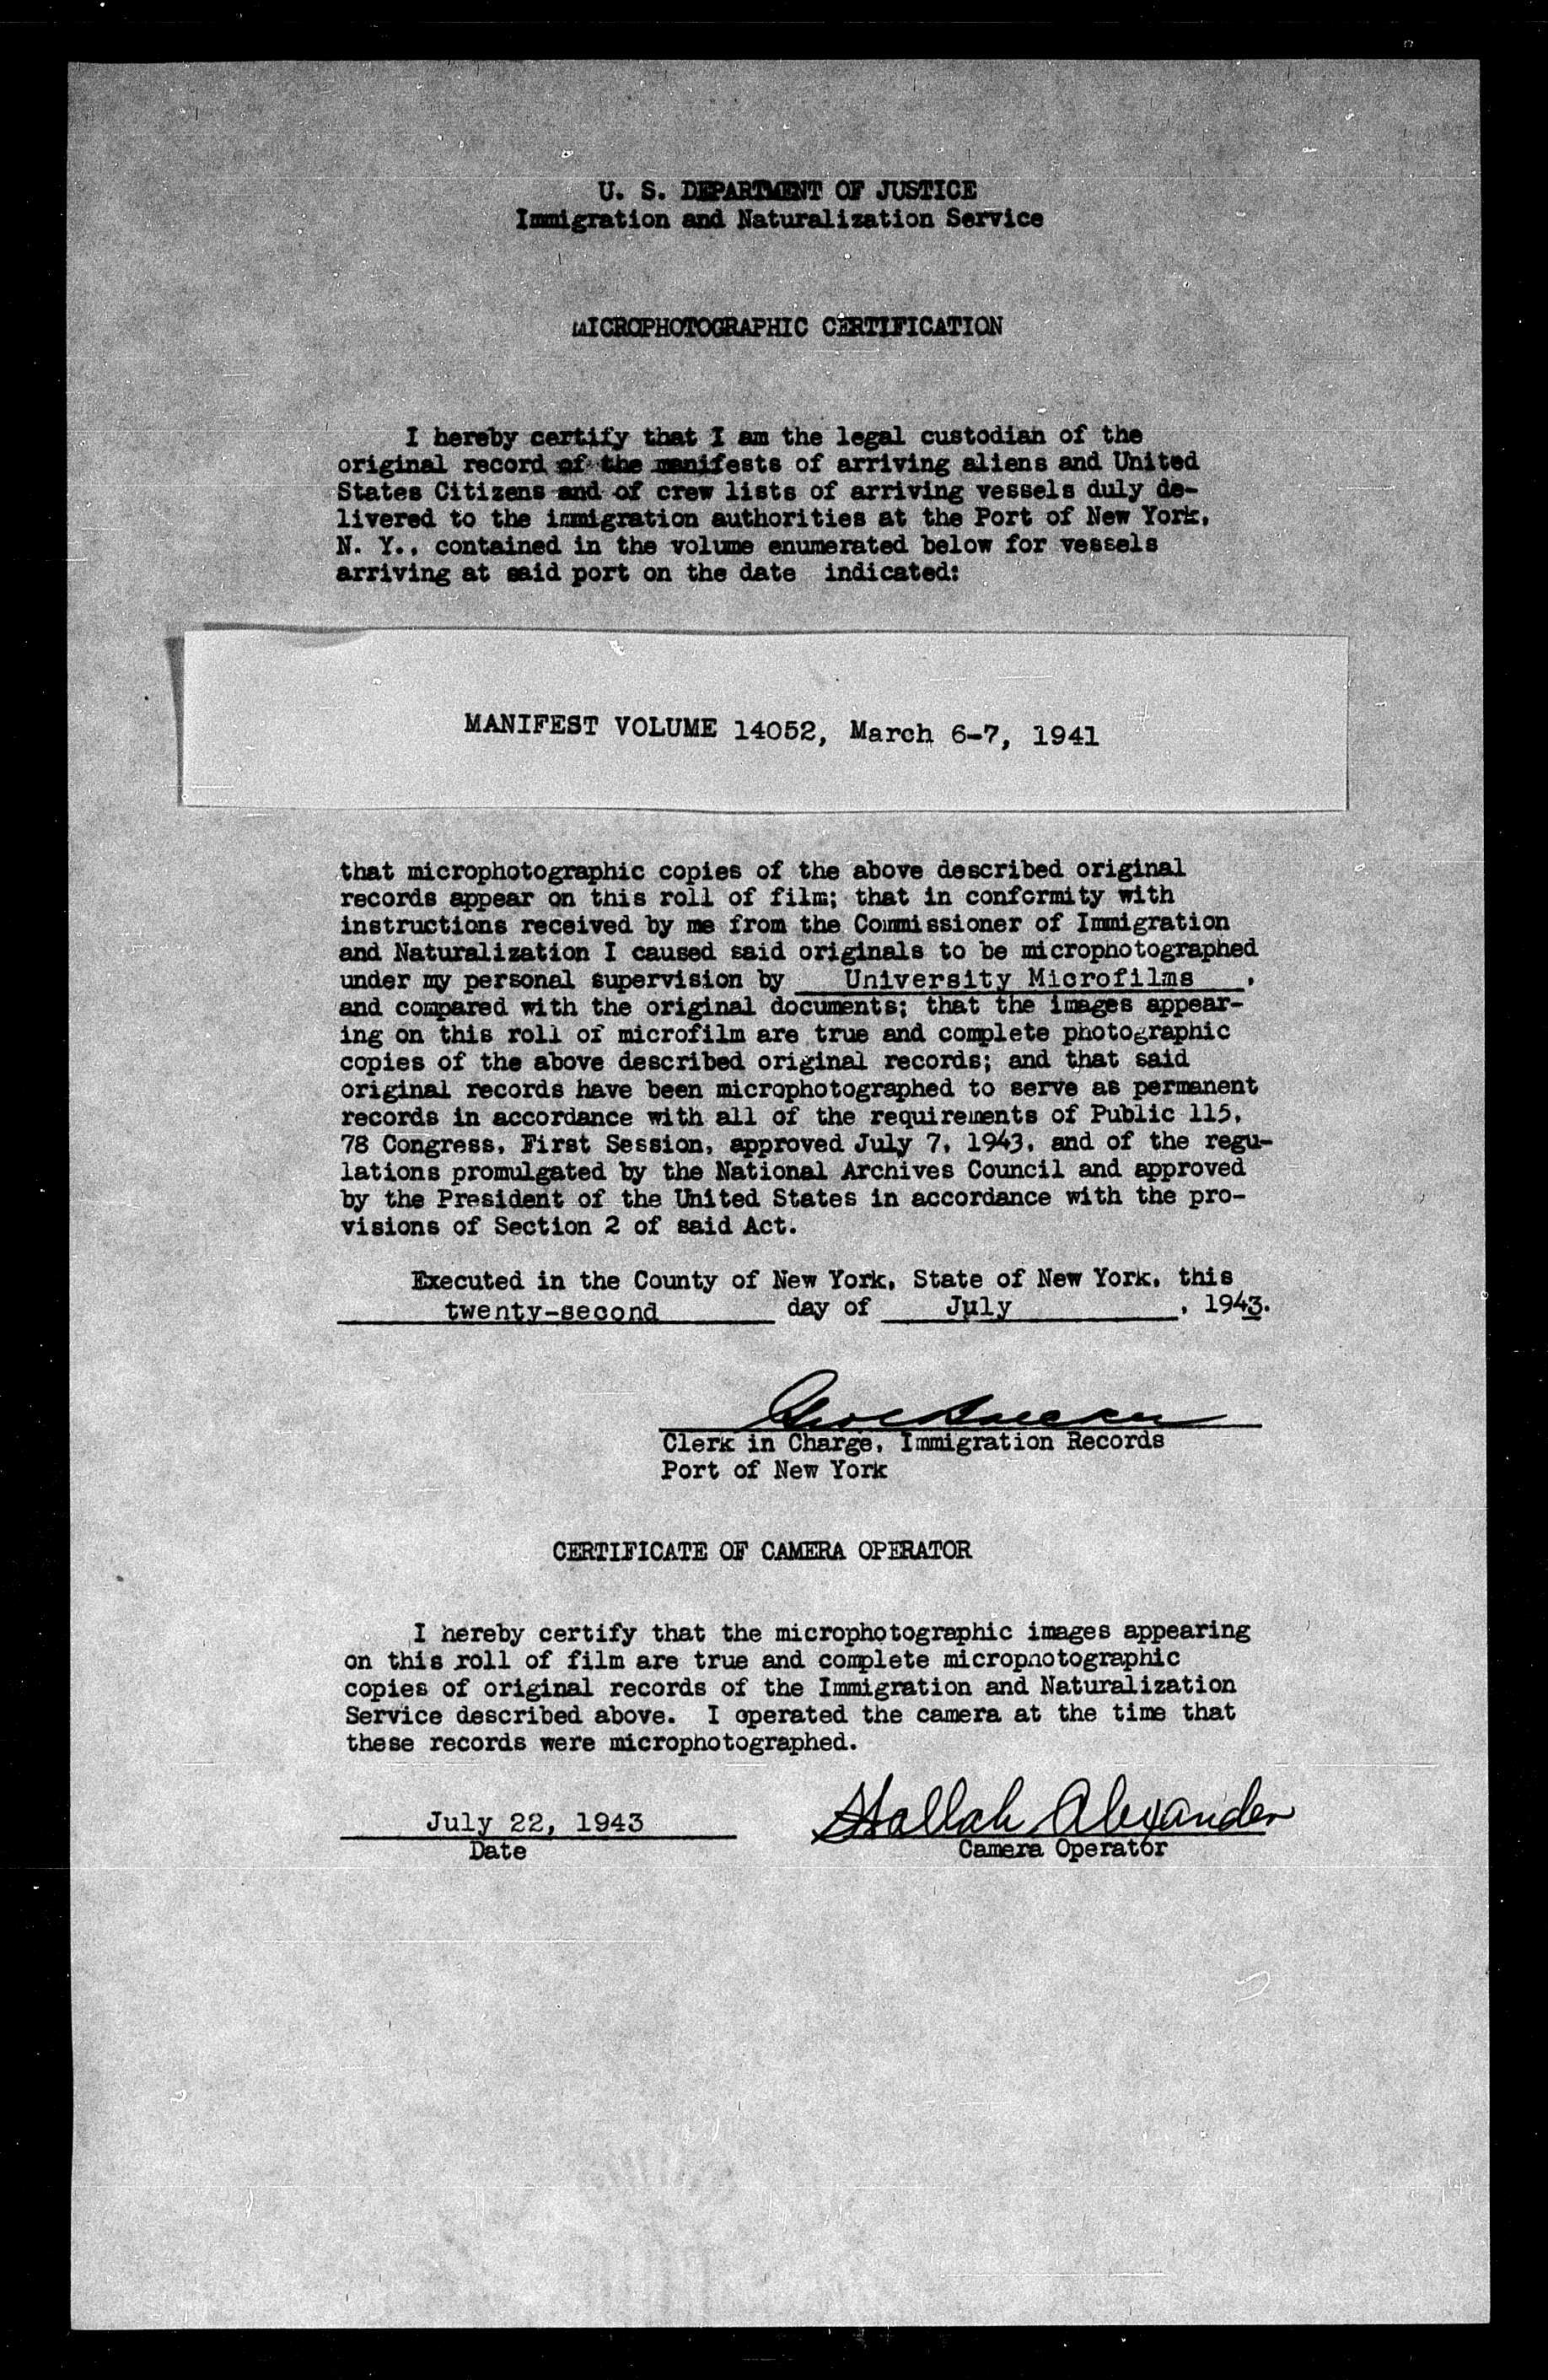 U. S. DEPARTMENT OF JUSTICE
Immigration and Naturalization Service
MICROPHOTOGRAPHIC CERTIFICATION
I hereby certify that I am the legal custodian of the
original record of the manifests of arriving aliens and United
States Citizens and of crew lists of arriving vessels duly de-
livered to the immigration authorities at the Port of New York,
N. Y., contained in the volume enumerated below for vessels
arriving at said port on the date indicated:
MANIFEST VOLUME 14052, March 6-7, 1941
that microphotographic copies of the above described original
records appear on this roll of film; that in conformity with
instructions received by me from the Commissioner of Immigration
and Naturalization I caused said originals to be microphotographed
under my personal supervision by University Microfilms ,
and compared with the original documents; that the images appear-
ing on this roll of microfilm are true and complete photographic
copies of the above described original records; and that said
original records have been microphotographed to serve as permanent
records in accordance with all of the requirements of Public 115,
78 Congress, First Session, approved July 7, 1943, and of the regu-
lations promulgated by the National Archives Council and approved
by the President of the United States in accordance with the pro-
visions of Section 2 of said Act.
Executed in the County of New York, State of New York, this
twenty-second day of July , 1943.
Clerk in Charge, Immigration Records
Port of New York
CERTIFICATE OF CAMERA OPERATOR
I hereby certify that the microphotographic images appearing
on this roll of film are true and complete microphotographic
copies of original records of the Immigration and Naturalization
Service described above. I operated the camera at the time that
these records were microphotographed.
July 22, 1943 Hallah Alexander
Date Camera Operator